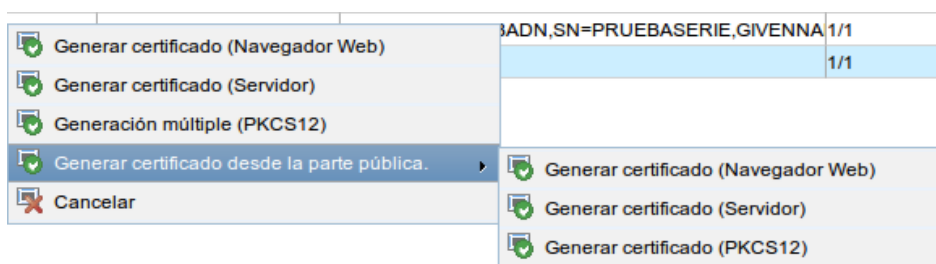 BADN,SN=PRUEBASERIE,GIVENNA 1/1
1/1
Generar certificado (Navegador Web)
Generar certificado (Servidor)
Generación múltiple (PKCS12)
Generar certificado desde la parte pública.
Cancelar
Generar certificado (Navegador Web)
Generar certificado (Servidor)
Generar certificado (PKCS12)